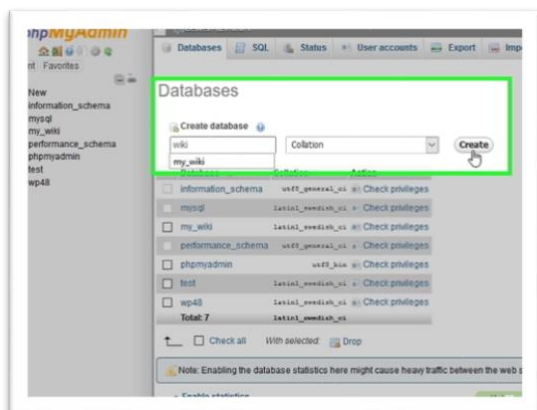 phpMyAdmin
Favorites
New
information_schema
mysql
my_wiki
performance_schema
phpmyadmin
test
wp48
Databases SQL Status User accounts Export
Databases
Create database
wiki Collation Create
my_wiki
Database Collation Action
information_schema utf8_general_ci Check privileges
mysql latin1_swedish_ci Check privileges
my_wiki latin1_swedish_ci Check privileges
performance_schema utf8_general_ci Check privileges
phpmyadmin utf8_bin Check privileges
test latin1_swedish_ci Check privileges
wp48 latin1_swedish_ci Check privileges
Total: 7 latin1_swedish_ci
Check all With selected: Drop
Note: Enabling the database statistics here might cause heavy traffic between the web s
Enable statistics